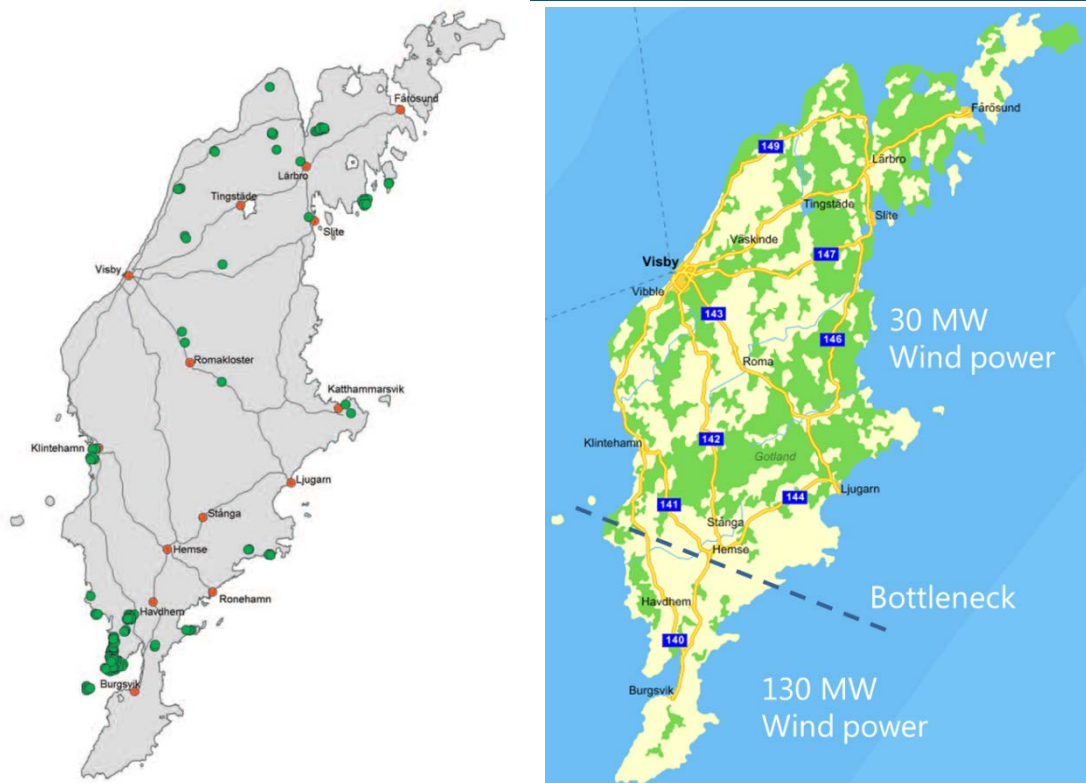 Fårösund
Lärbro
Tingstäde
Slite
Visby
Romakloster
Katthammarsvik
Klintehamn
Ljugarn
Stånga
Hemse
Ronehamn
Havdhem
Burgsvik
Fårösund
149
Lärbro
Tingstäde
Slite
Väskinde
147
Visby
Vibble
143
30 MW
Wind power
146
Roma
Klintehamn
142
Gotland
Ljugarn
144
141
Stånga
Hemse
Bottleneck
Havdhem
140
Burgsvik
130 MW
Wind power